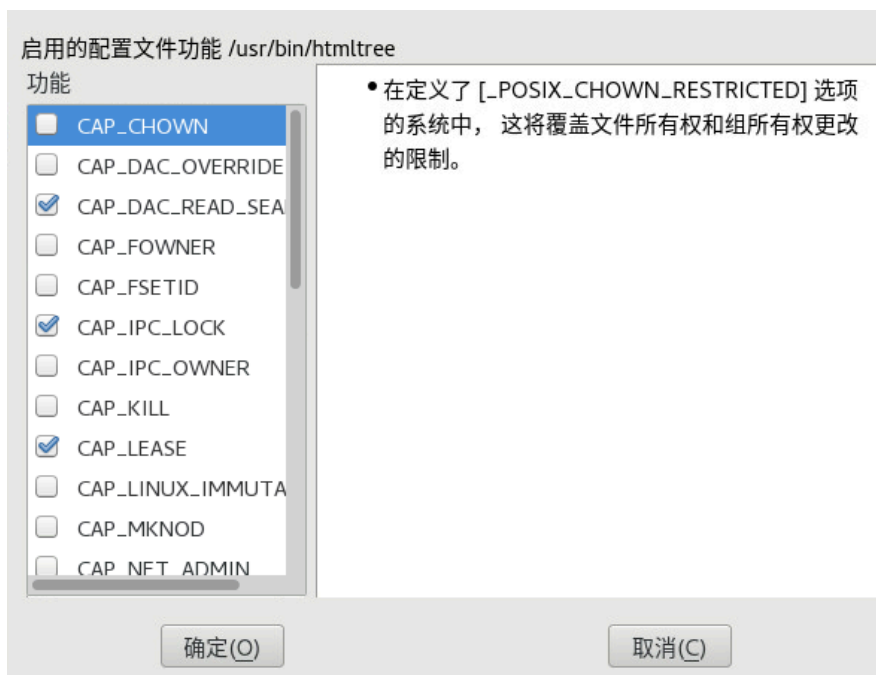 启用的配置文件功能 /usr/bin/htmltree
功能
CAP_CHOWN
CAP_DAC_OVERRIDE
CAP_DAC_READ_SEA
CAP_FOWNER
CAP_FSETID
CAP_IPC_LOCK
CAP_IPC_OWNER
CAP_KILL
CAP_LEASE
CAP_LINUX_IMMUTA
CAP_MKNOD
CAP_NET_ADMIN
•在定义了 [_POSIX_CHOWN_RESTRICTED] 选项
的系统中， 这将覆盖文件所有权和组所有权更改
的限制。
确定(O)
取消(C)